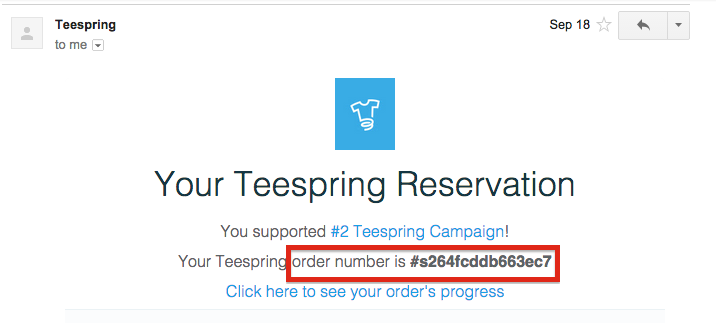 Teespring
Sep 18
to me
Your Teespring Reservation
You supported #2 Teespring Campaign!
Your Teespring order number is #s264fcddb663ec7
Click here to see your order's progress